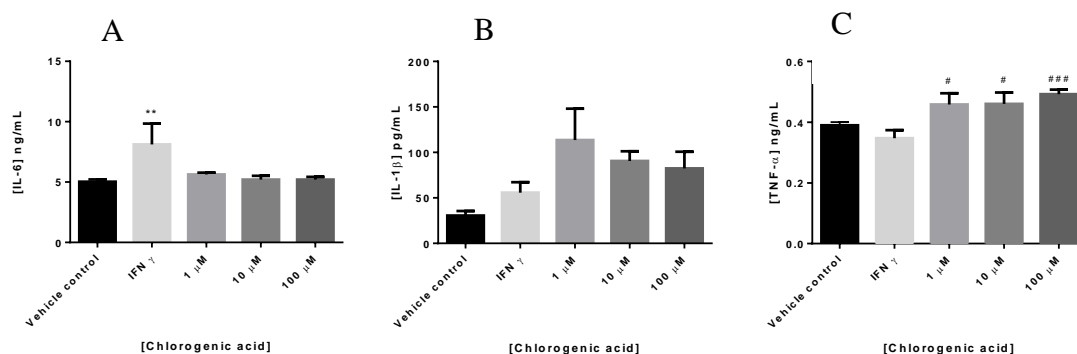 A
B
C
[IL-6] ng/mL
15
10
5
0
**
Vehicle control
IFN γ
1 μM
10 μM
100 μM
[Chlorogenic acid]
[IL-1β] pg/mL
200
150
100
50
0
Vehicle control
IFN γ
1 μM
10 μM
100 μM
[Chlorogenic acid]
[TNF-α] ng/mL
0.6
0.4
0.2
0.0
#
#
###
Vehicle control
IFN γ
1 μM
10 μM
100 μM
[Chlorogenic acid]